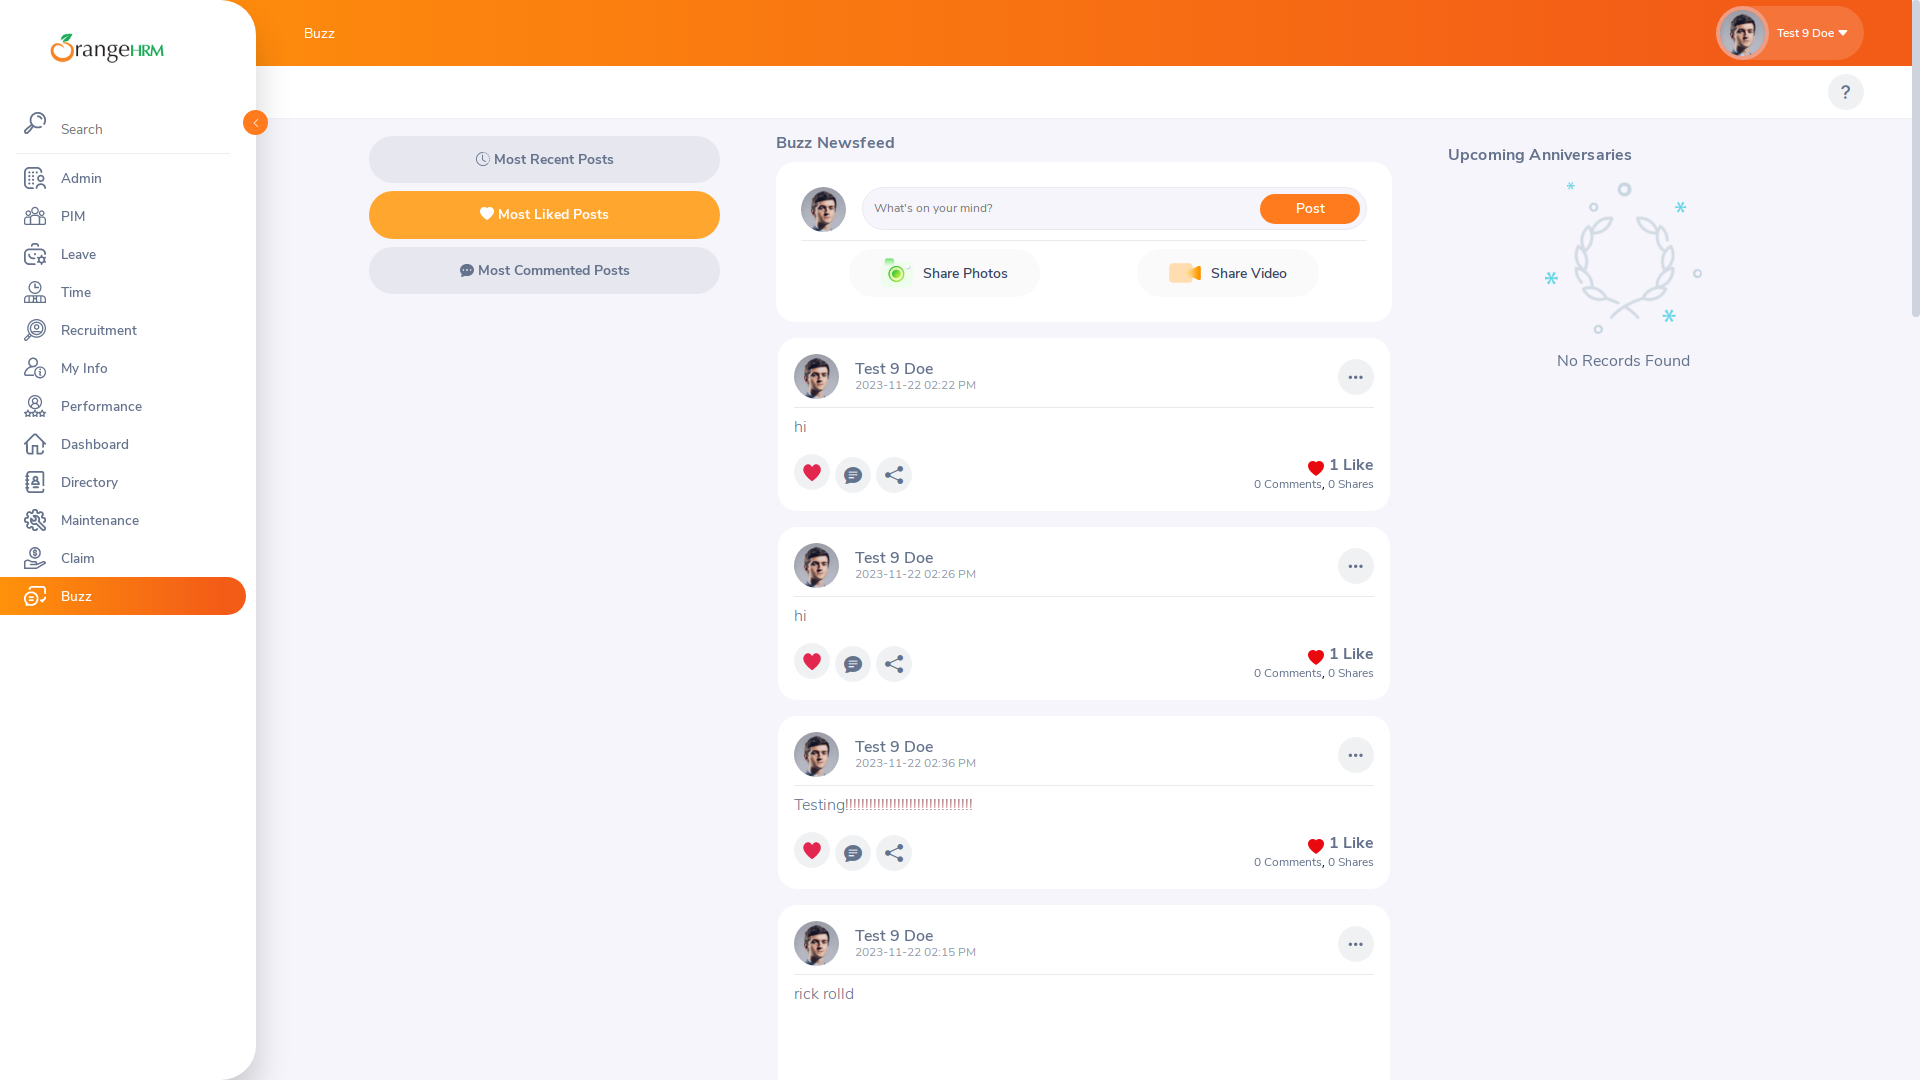 OrangeHRM
Search
Admin
PIM
Leave
Time
Recruitment
My Info
Performance
Dashboard
Directory
Maintenance
Claim
Buzz
Buzz
Test 9 Doe
?
Most Recent Posts
Most Liked Posts
Most Commented Posts
Buzz Newsfeed
What's on your mind?
Post
Share Photos
Share Video
Test 9 Doe
2023-11-22 02:22 PM
hi
1 Like
0 Comments, 0 Shares
Test 9 Doe
2023-11-22 02:26 PM
hi
1 Like
0 Comments, 0 Shares
Test 9 Doe
2023-11-22 02:36 PM
Testing!!!!!!!!!!!!!!!!!!!!!!!!!!!!!!!!
1 Like
0 Comments, 0 Shares
Test 9 Doe
2023-11-22 02:15 PM
rick rolld
Upcoming Anniversaries
No Records Found